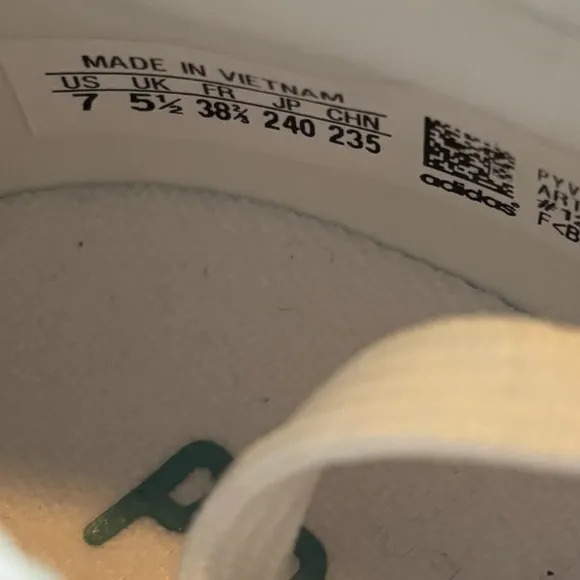 MADE IN VIETNAM
US UK FR JP CHN
7 5½ 38⅔ 240 235
adidas